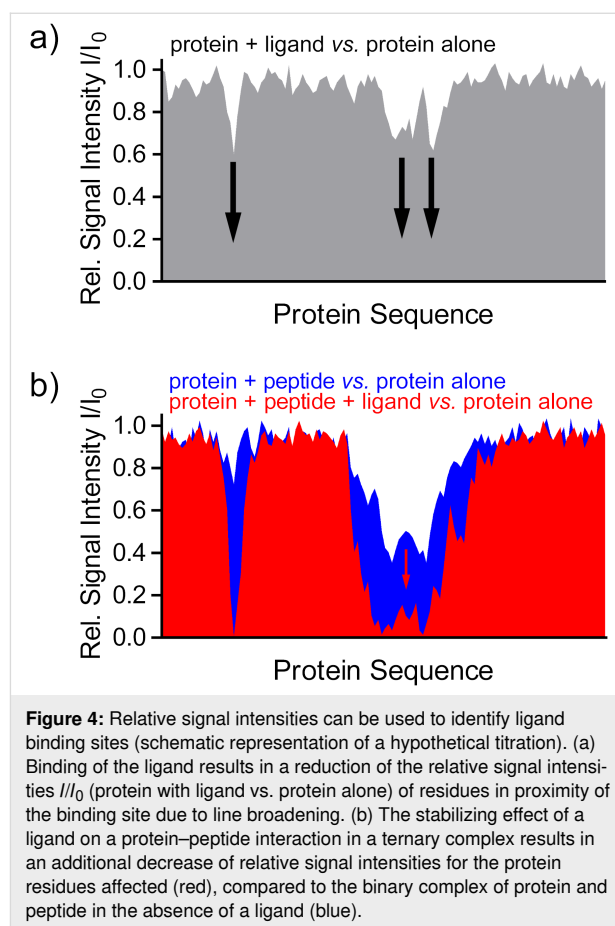 a)
protein + ligand vs. protein alone
Rel. Signal Intensity I/I0
1.0
0.8
0.6
0.4
0.2
0.0
Protein Sequence
b)
protein + peptide vs. protein alone
protein + peptide + ligand vs. protein alone
Rel. Signal Intensity I/I0
1.0
0.8
0.6
0.4
0.2
0.0
Protein Sequence
Figure 4: Relative signal intensities can be used to identify ligand
binding sites (schematic representation of a hypothetical titration). (a)
Binding of the ligand results in a reduction of the relative signal intensi-
ties I/I0 (protein with ligand vs. protein alone) of residues in proximity of
the binding site due to line broadening. (b) The stabilizing effect of a
ligand on a protein–peptide interaction in a ternary complex results in
an additional decrease of relative signal intensities for the protein
residues affected (red), compared to the binary complex of protein and
peptide in the absence of a ligand (blue).